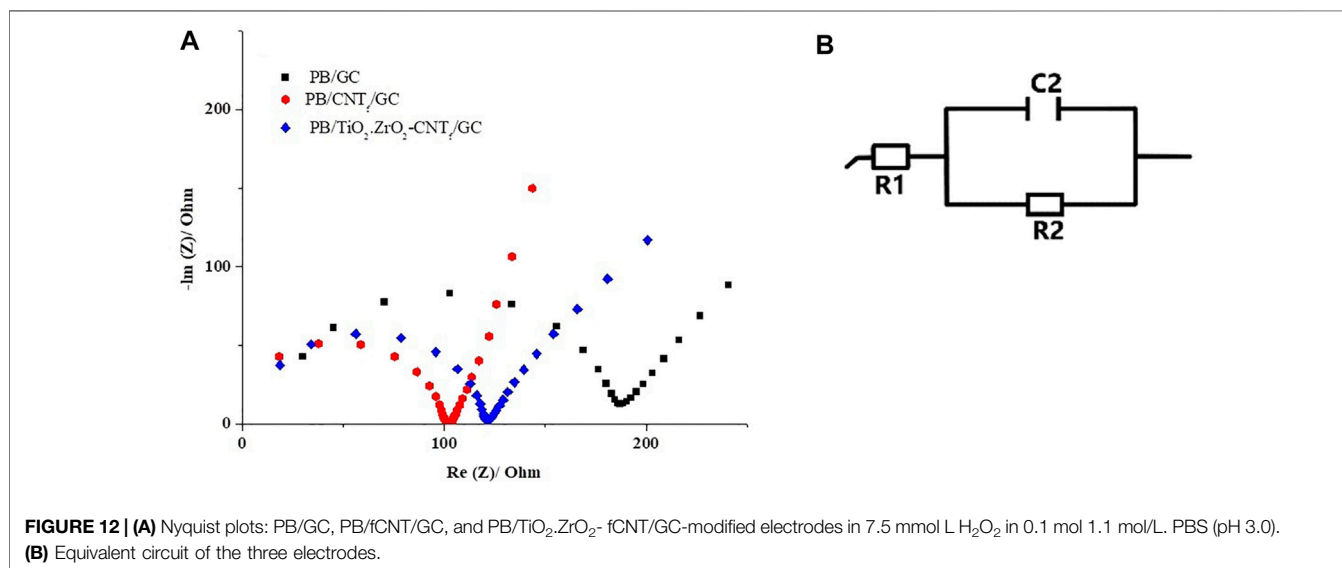 A
PB/GC
PB/CNT?/GC
PB/TiO2.ZrO2-CNT?/GC
200
100
0
-Im (Z)/ Ohm
0
100
200
Re (Z)/ Ohm
B
C2
R1
R2
FIGURE 12 | (A) Nyquist plots: PB/GC, PB/fCNT/GC, and PB/TiO2.ZrO2- fCNT/GC-modified electrodes in 7.5 mmol L H2O2 in 0.1 mol 1.1 mol/L. PBS (pH 3.0).
(B) Equivalent circuit of the three electrodes.